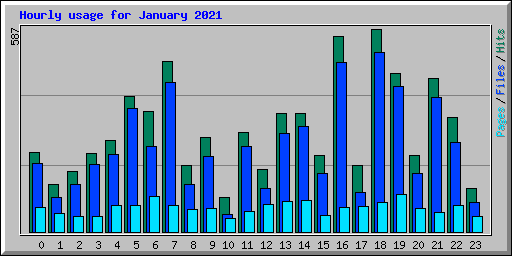 Hourly usage for January 2021
587
Pages / Files / Hits
0 1 2 3 4 5 6 7 8 9 10 11 12 13 14 15 16 17 18 19 20 21 22 23